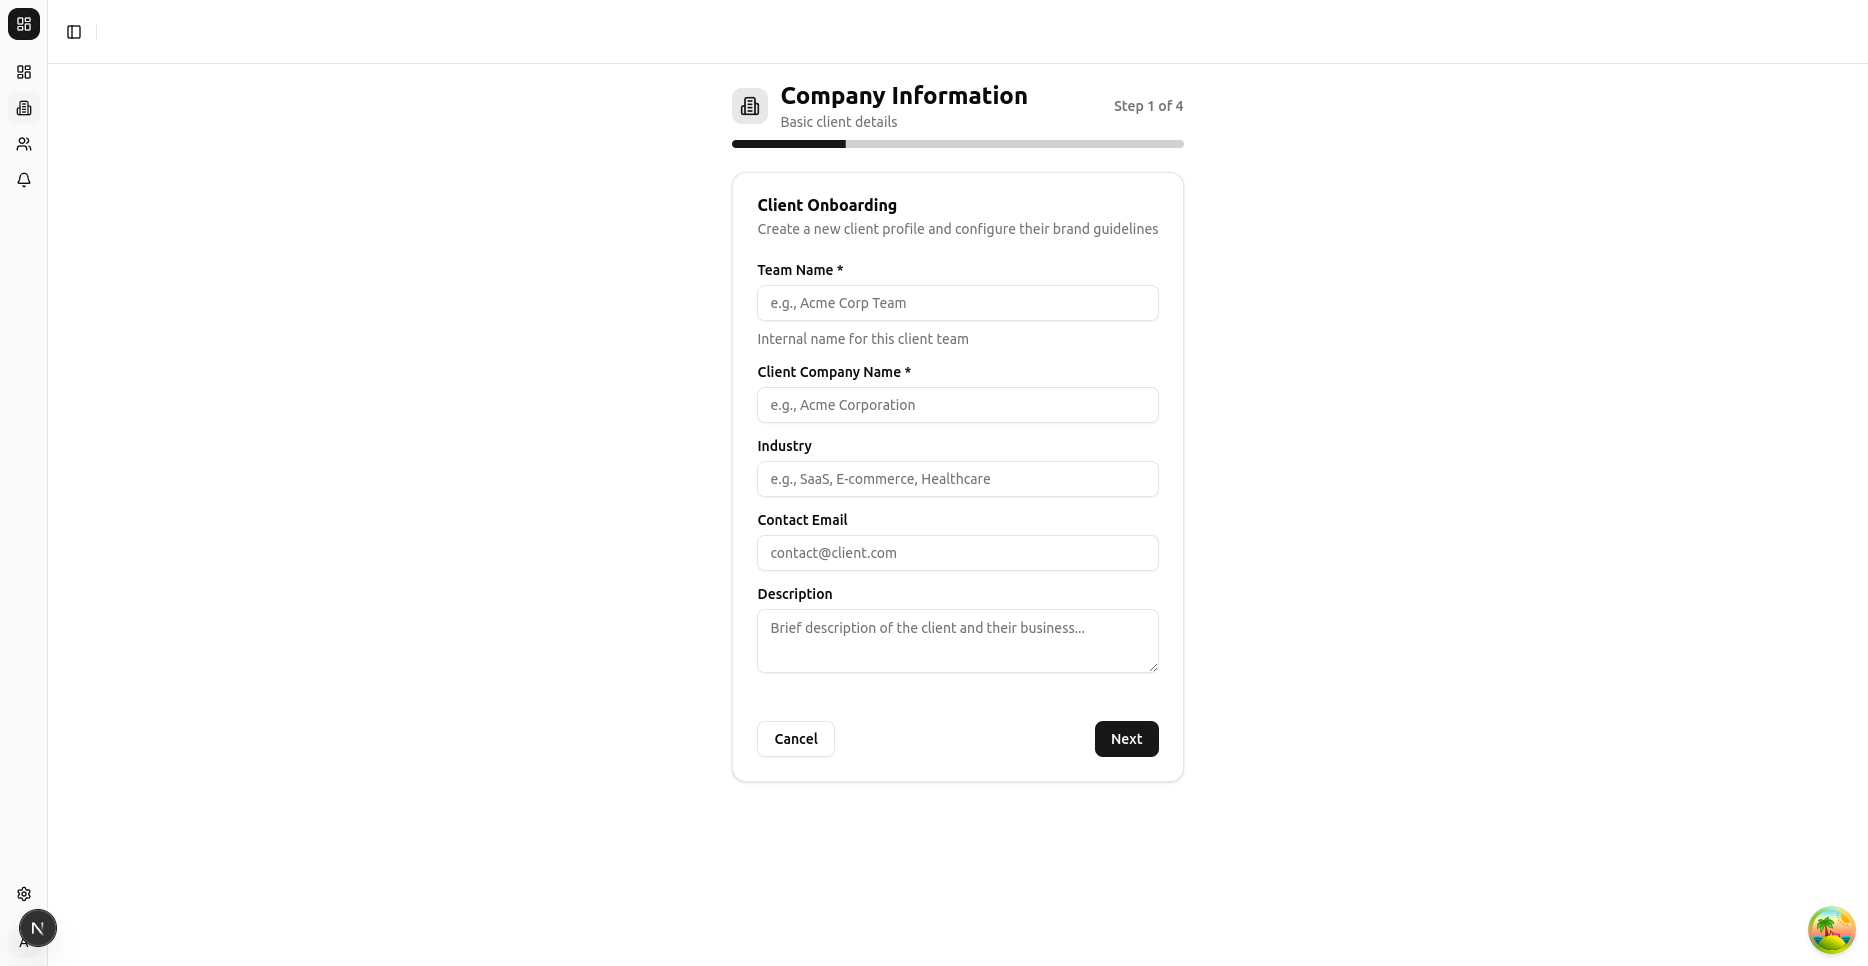 Company Information
Basic client details
Step 1 of 4
Client Onboarding
Create a new client profile and configure their brand guidelines
Team Name *
e.g., Acme Corp Team
Internal name for this client team
Client Company Name *
e.g., Acme Corporation
Industry
e.g., SaaS, E-commerce, Healthcare
Contact Email
contact@client.com
Description
Brief description of the client and their business...
Cancel
Next
N
A